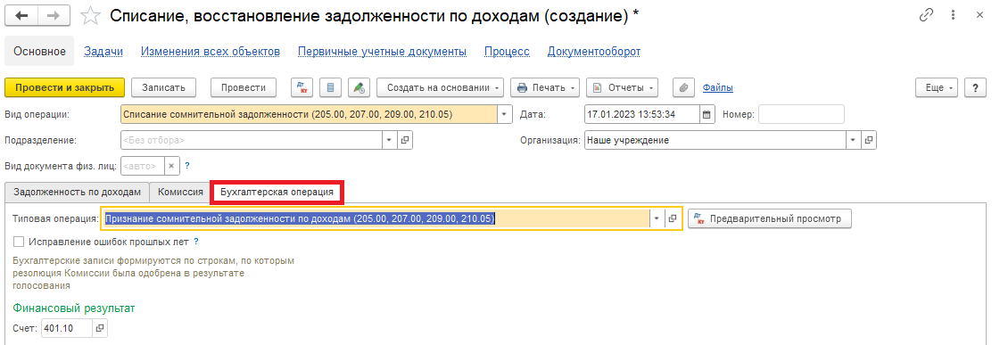 Списание, восстановление задолженности по доходам (создание) *
Основное Задачи Изменения всех объектов Первичные учетные документы Процесс Документооборот
Провести и закрыть Записать Провести Дт Кт Создать на основании Печать Отчеты Файлы Еще ?
Вид операции: Списание сомнительной задолженности (205.00, 207.00, 209.00, 210.05) Дата: 17.01.2023 13:53:34 Номер:
Подразделение: <Без отбора> Организация: Наше учреждение
Вид документа физ. лиц: <авто> × ?
Задолженность по доходам Комиссия Бухгалтерская операция
Типовая операция: Признание сомнительной задолженности по доходам (205.00, 207.00, 209.00, 210.05) Дт Кт Предварительный просмотр
Исправление ошибок прошлых лет ?
Бухгалтерские записи формируются по строкам, по которым
резолюция Комиссии была одобрена в результате
голосования
Финансовый результат
Счет: 401.10